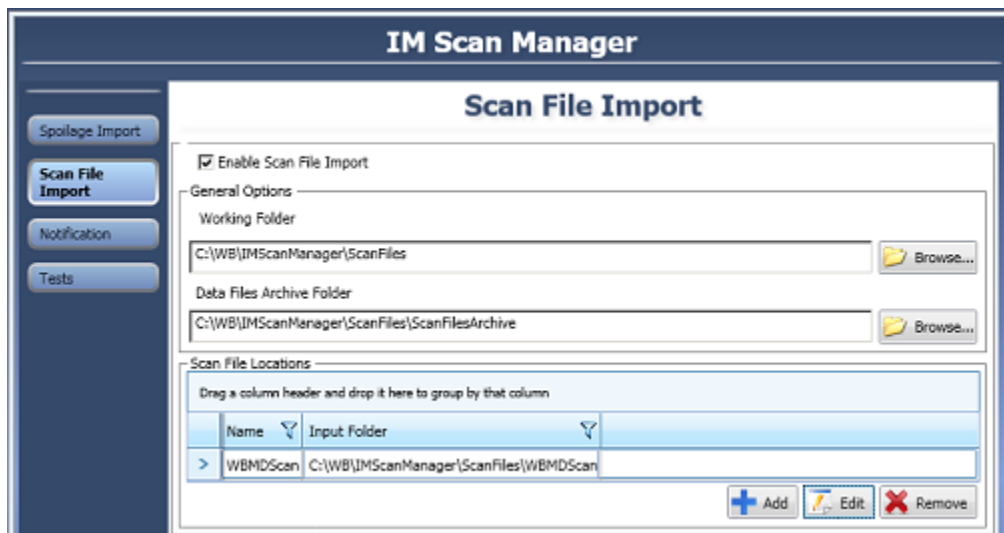 IM Scan Manager
Scan File Import
Spoilage Import
Scan File
Import
Notification
Tests
Enable Scan File Import
General Options
Working Folder
C:\WB\IMScanManager\ScanFiles
Browse...
Data Files Archive Folder
C:\WB\IMScanManager\ScanFiles\ScanFilesArchive
Browse...
Scan File Locations
Drag a column header and drop it here to group by that column
Name Input Folder
> WBMDScan C:\WB\IMScanManager\ScanFiles\WBMDScan
Add Edit Remove